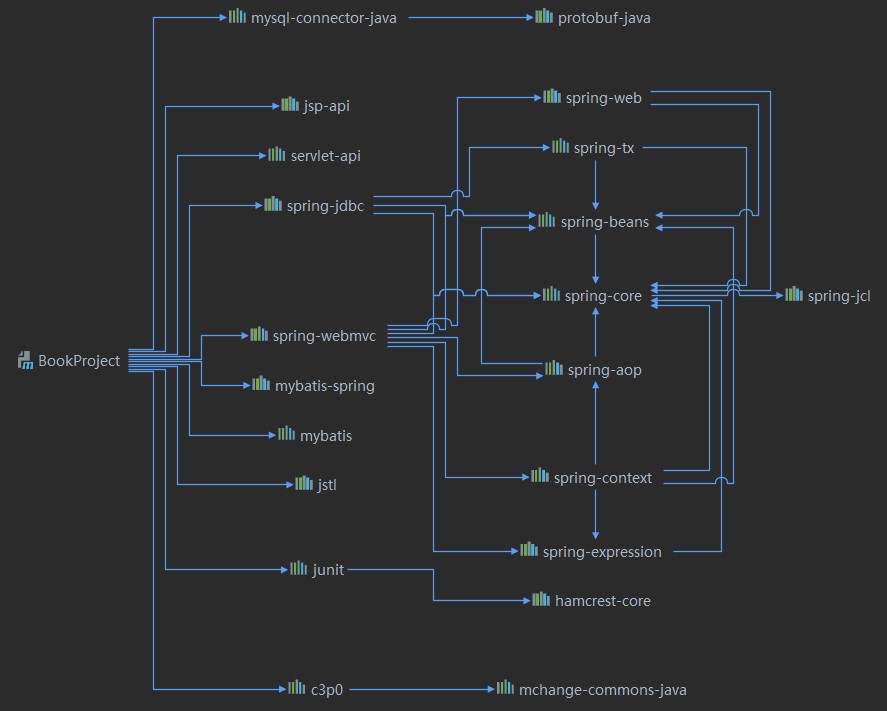 mysql-connector-java
protobuf-java
spring-web
jsp-api
spring-tx
servlet-api
spring-jdbc
spring-beans
spring-core
spring-jcl
spring-webmvc
BookProject
spring-aop
mybatis-spring
mybatis
spring-context
jstl
spring-expression
junit
hamcrest-core
c3p0
mchange-commons-java